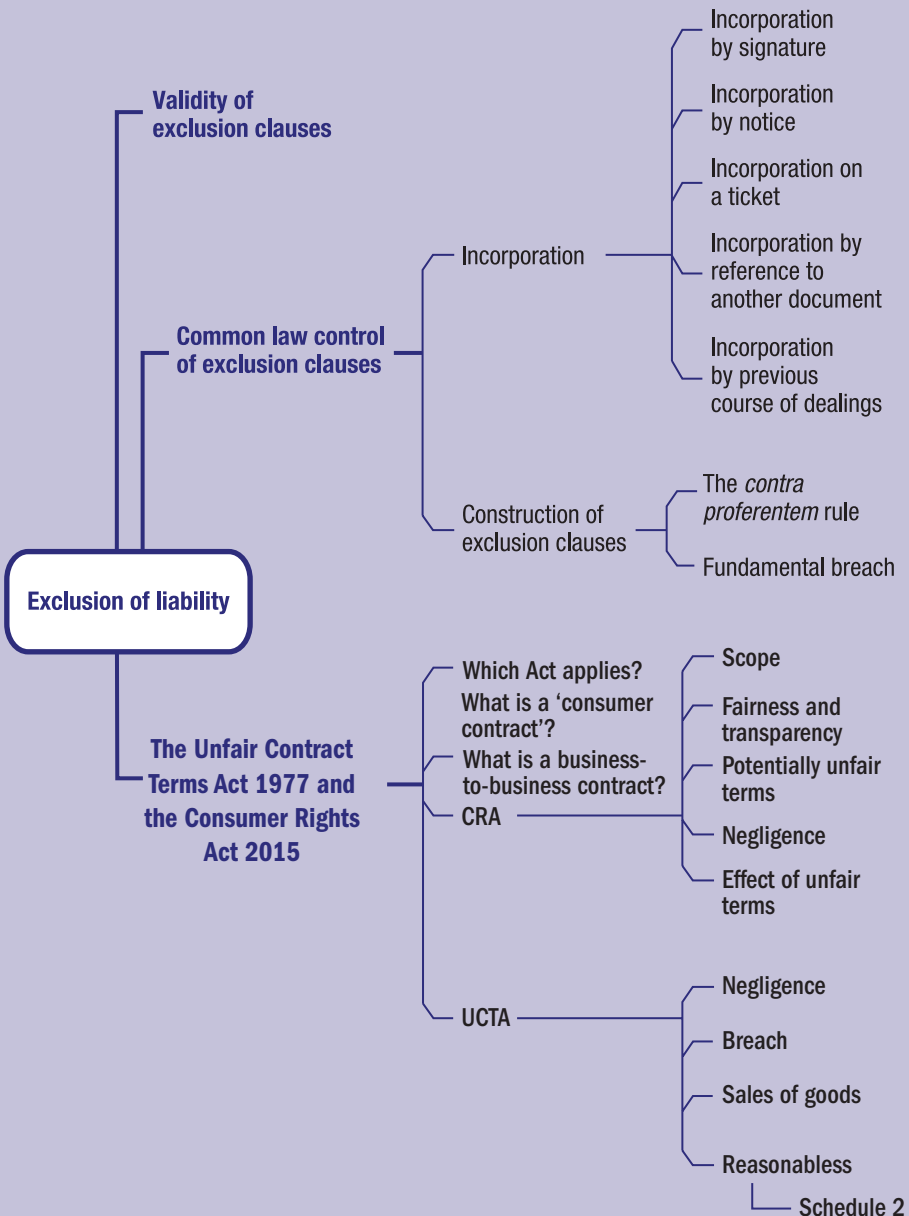 Exclusion of liability
Validity of
exclusion clauses
Common law control
of exclusion clauses
Incorporation
Incorporation
by signature
Incorporation
by notice
Incorporation on
a ticket
Incorporation by
reference to
another document
Incorporation
by previous
course of dealings
Construction of
exclusion clauses
The contra
proferentem rule
Fundamental breach
The Unfair Contract
Terms Act 1977 and
the Consumer Rights
Act 2015
Which Act applies?
What is a ‘consumer
contract’?
What is a business-
to-business contract?
CRA
Scope
Fairness and
transparency
Potentially unfair
terms
Negligence
Effect of unfair
terms
UCTA
Negligence
Breach
Sales of goods
Reasonabless
Schedule 2